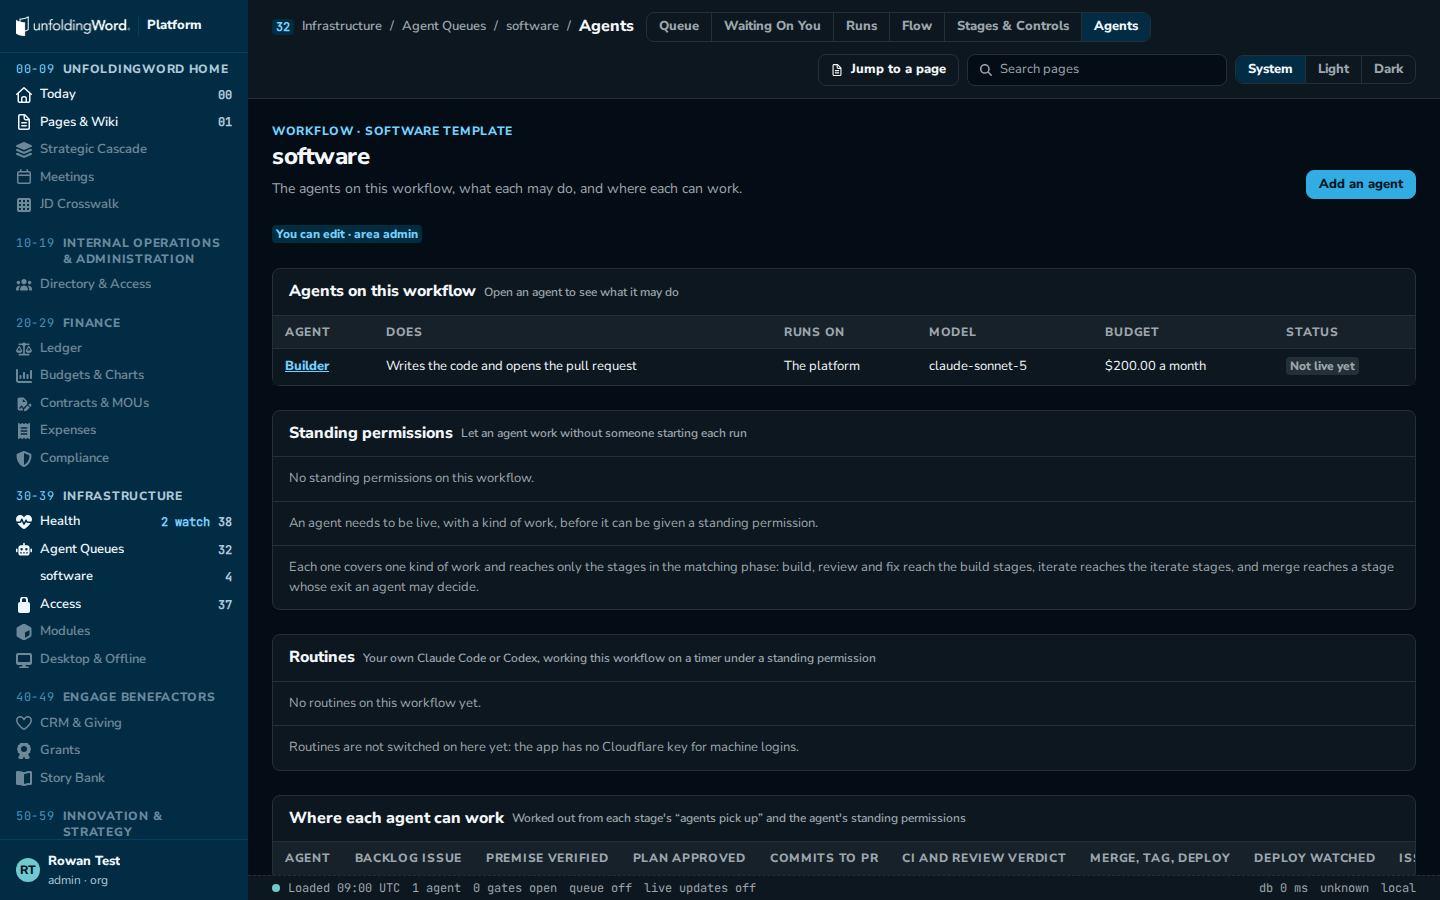 unfoldingWord. Platform
00-09 UNFOLDINGWORD HOME
Today 00
Pages & Wiki 01
Strategic Cascade
Meetings
JD Crosswalk
10-19 INTERNAL OPERATIONS
& ADMINISTRATION
Directory & Access
20-29 FINANCE
Ledger
Budgets & Charts
Contracts & MOUs
Expenses
Compliance
30-39 INFRASTRUCTURE
Health 2 watch 38
Agent Queues 32
software 4
Access 37
Modules
Desktop & Offline
40-49 ENGAGE BENEFACTORS
CRM & Giving
Grants
Story Bank
50-59 INNOVATION &
STRATEGY
RT Rowan Test
admin · org
32 Infrastructure / Agent Queues / software / Agents
Queue Waiting On You Runs Flow Stages & Controls Agents
Jump to a page Search pages System Light Dark
WORKFLOW · SOFTWARE TEMPLATE
software
The agents on this workflow, what each may do, and where each can work.
Add an agent
You can edit · area admin
Agents on this workflow Open an agent to see what it may do
AGENT DOES RUNS ON MODEL BUDGET STATUS
Builder Writes the code and opens the pull request The platform claude-sonnet-5 $200.00 a month Not live yet
Standing permissions Let an agent work without someone starting each run
No standing permissions on this workflow.
An agent needs to be live, with a kind of work, before it can be given a standing permission.
Each one covers one kind of work and reaches only the stages in the matching phase: build, review and fix reach the build stages, iterate reaches the iterate stages, and merge reaches a stage
whose exit an agent may decide.
Routines Your own Claude Code or Codex, working this workflow on a timer under a standing permission
No routines on this workflow yet.
Routines are not switched on here yet: the app has no Cloudflare key for machine logins.
Where each agent can work Worked out from each stage's “agents pick up” and the agent's standing permissions
AGENT BACKLOG ISSUE PREMISE VERIFIED PLAN APPROVED COMMITS TO PR CI AND REVIEW VERDICT MERGE, TAG, DEPLOY DEPLOY WATCHED
Loaded 09:00 UTC 1 agent 0 gates open queue off live updates off db 0 ms unknown local